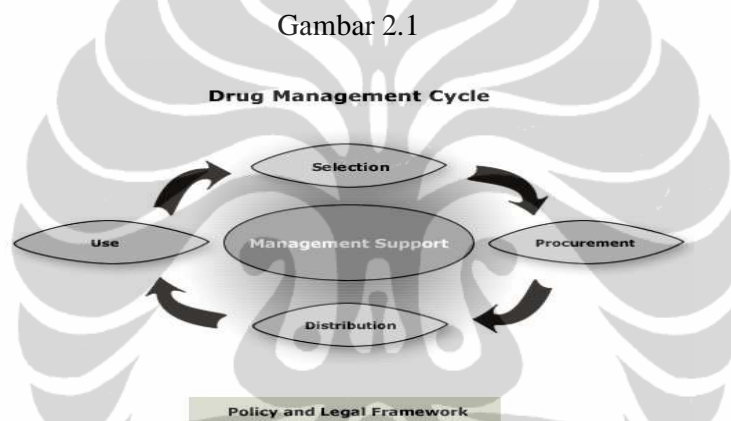 Gambar 2.1
Drug Management Cycle
Selection
Use
Management Support
Procurement
Distribution
Policy and Legal Framework